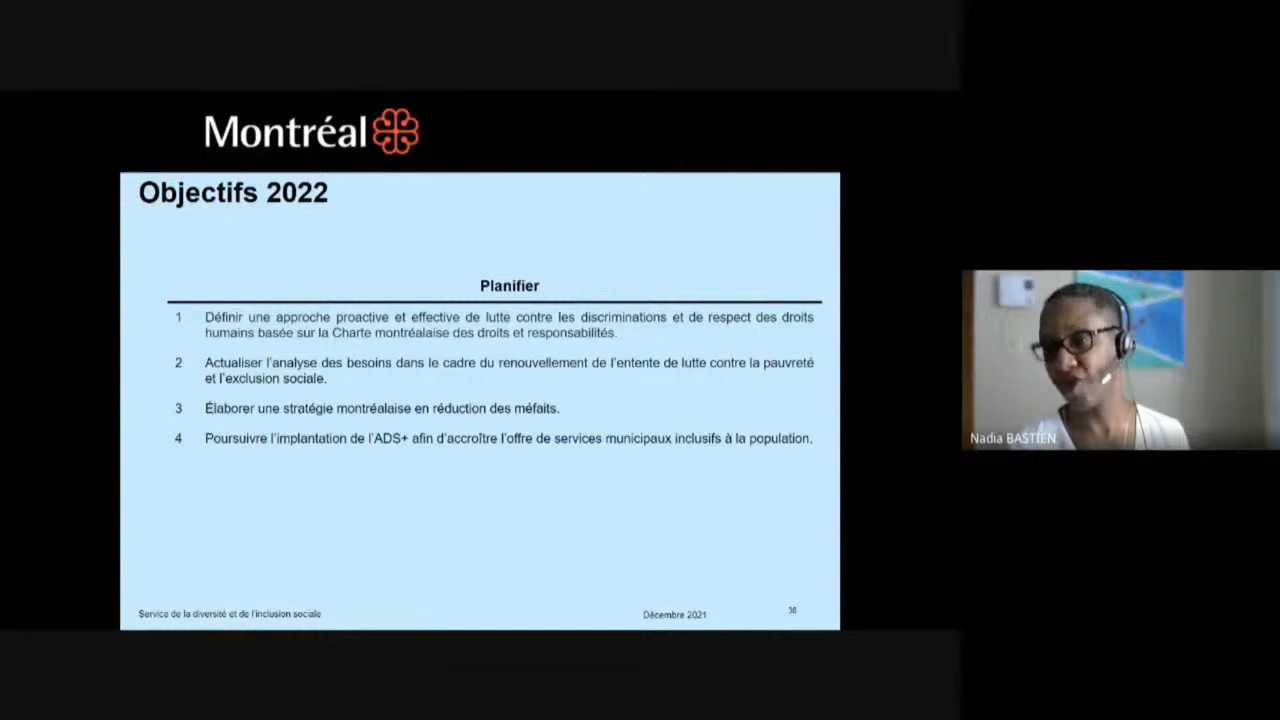 Montréal
Objectifs 2022
Planifier
1 Définir une approche proactive et effective de lutte contre les discriminations et de respect des droits
humains basée sur la Charte montréalaise des droits et responsabilités.
2 Actualiser l'analyse des besoins dans le cadre du renouvellement de l'entente de lutte contre la pauvreté
et l'exclusion sociale.
3 Élaborer une stratégie montréalaise en réduction des méfaits.
4 Poursuivre l'implantation de l'ADS+ afin d'accroître l'offre de services municipaux inclusifs à la population.
Service de la diversité et de l'inclusion sociale
Décembre 2021
Nadia BASTIEN